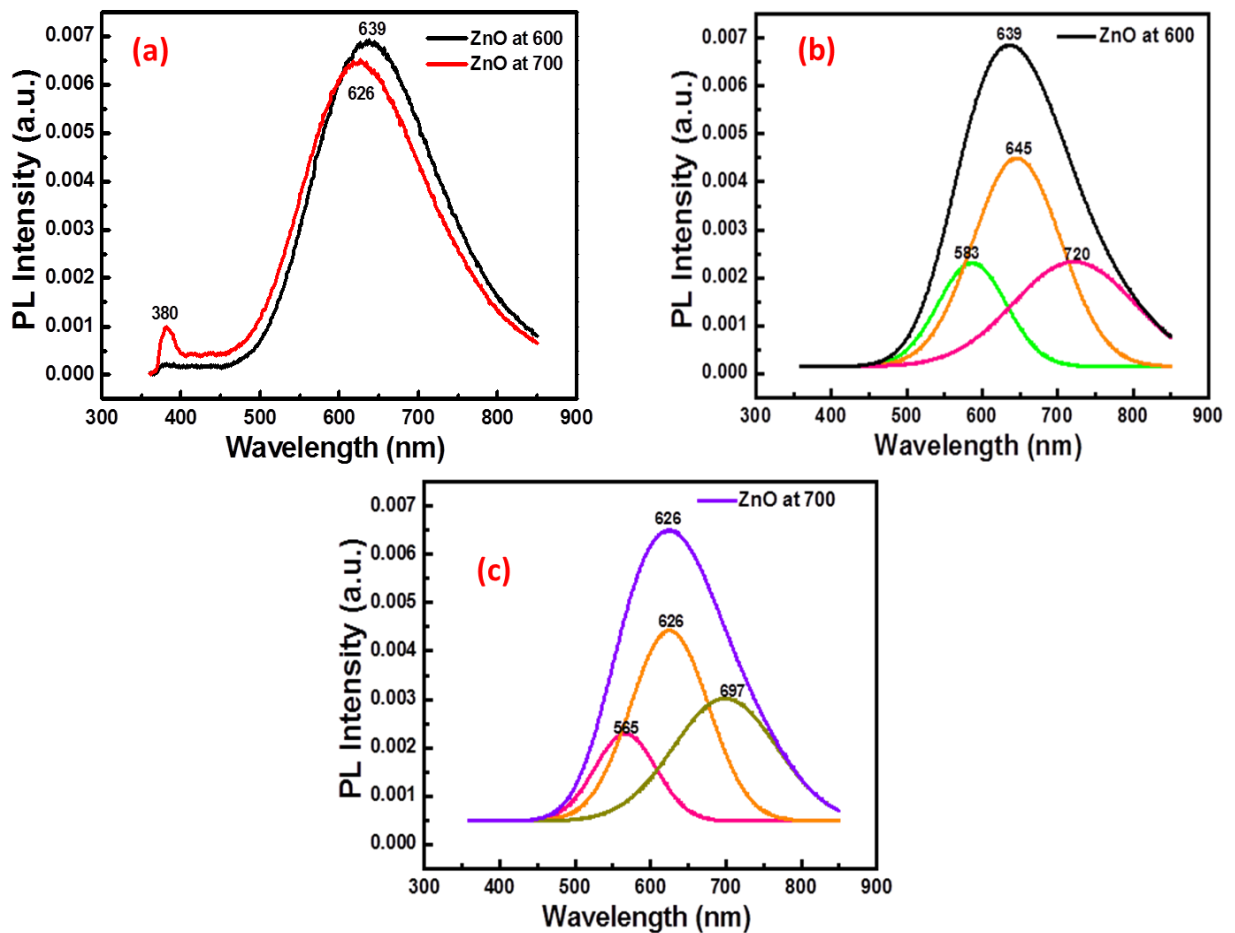 (a)
639
ZnO at 600
ZnO at 700
626
380
0.007
0.006
0.005
0.004
0.003
0.002
0.001
0.000
PL Intensity (a.u.)
300 400 500 600 700 800 900
Wavelength (nm)
(b)
639
ZnO at 600
645
583
720
0.007
0.006
0.005
0.004
0.003
0.002
0.001
0.000
PL Intensity (a.u.)
300 400 500 600 700 800 900
Wavelength (nm)
(c)
626
ZnO at 700
626
697
565
0.007
0.006
0.005
0.004
0.003
0.002
0.001
0.000
PL Intensity (a.u.)
300 400 500 600 700 800 900
Wavelength (nm)